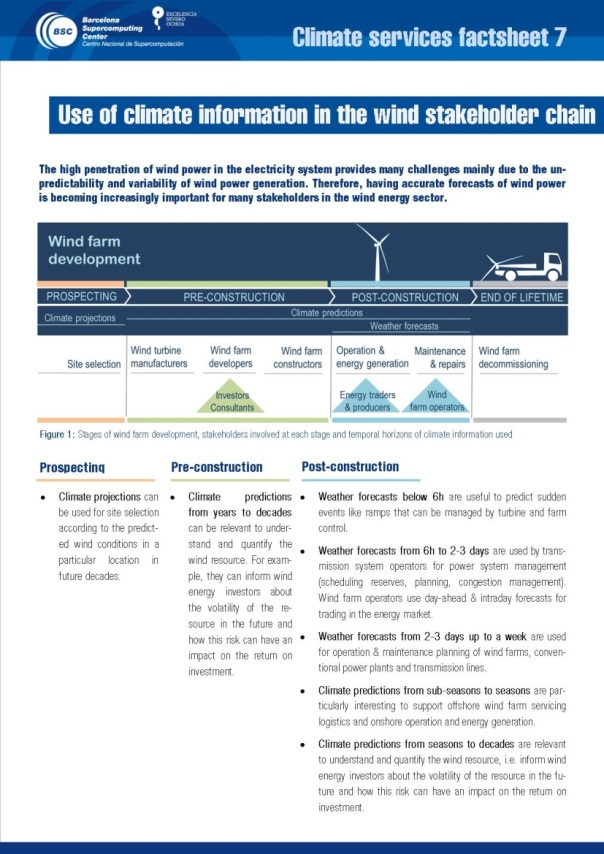 BSC
Barcelona
Supercomputing
Center
Centro Nacional de Supercomputación
EXCELENCIA
SEVERO
OCHOA
Climate services factsheet 7
Use of climate information in the wind stakeholder chain
The high penetration of wind power in the electricity system provides many challenges mainly due to the un-
predictability and variability of wind power generation. Therefore, having accurate forecasts of wind power
is becoming increasingly important for many stakeholders in the wind energy sector.
Wind farm
development
PROSPECTING
PRE-CONSTRUCTION
POST-CONSTRUCTION
END OF LIFETIME
Climate projections
Climate predictions
Weather forecasts
Site selection
Wind turbine
manufacturers
Wind farm
developers
Wind farm
constructors
Operation &
energy generation
Maintenance
& repairs
Wind farm
decommissioning
Investors
Consultants
Energy traders
& producers
Wind
farm operators
Figure 1: Stages of wind farm development, stakeholders involved at each stage and temporal horizons of climate information used
Prospecting
• Climate projections can
be used for site selection
according to the predict-
ed wind conditions in a
particular location in
future decades.
Pre-construction
• Climate predictions
from years to decades
can be relevant to under-
stand and quantify the
wind resource. For exam-
ple, they can inform wind
energy investors about
the volatility of the re-
source in the future and
how this risk can have an
impact on the return on
investment.
Post-construction
• Weather forecasts below 6h are useful to predict sudden
events like ramps that can be managed by turbine and farm
control.
• Weather forecasts from 6h to 2-3 days are used by trans-
mission system operators for power system management
(scheduling reserves, planning, congestion management).
Wind farm operators use day-ahead & intraday forecasts for
trading in the energy market.
• Weather forecasts from 2-3 days up to a week are used
for operation & maintenance planning of wind farms, conven-
tional power plants and transmission lines.
• Climate predictions from sub-seasons to seasons are par-
ticularly interesting to support offshore wind farm servicing
logistics and onshore operation and energy generation.
• Climate predictions from seasons to decades are relevant
to understand and quantify the wind resource, i.e. inform wind
energy investors about the volatility of the resource in the fu-
ture and how this risk can have an impact on the return on
investment.